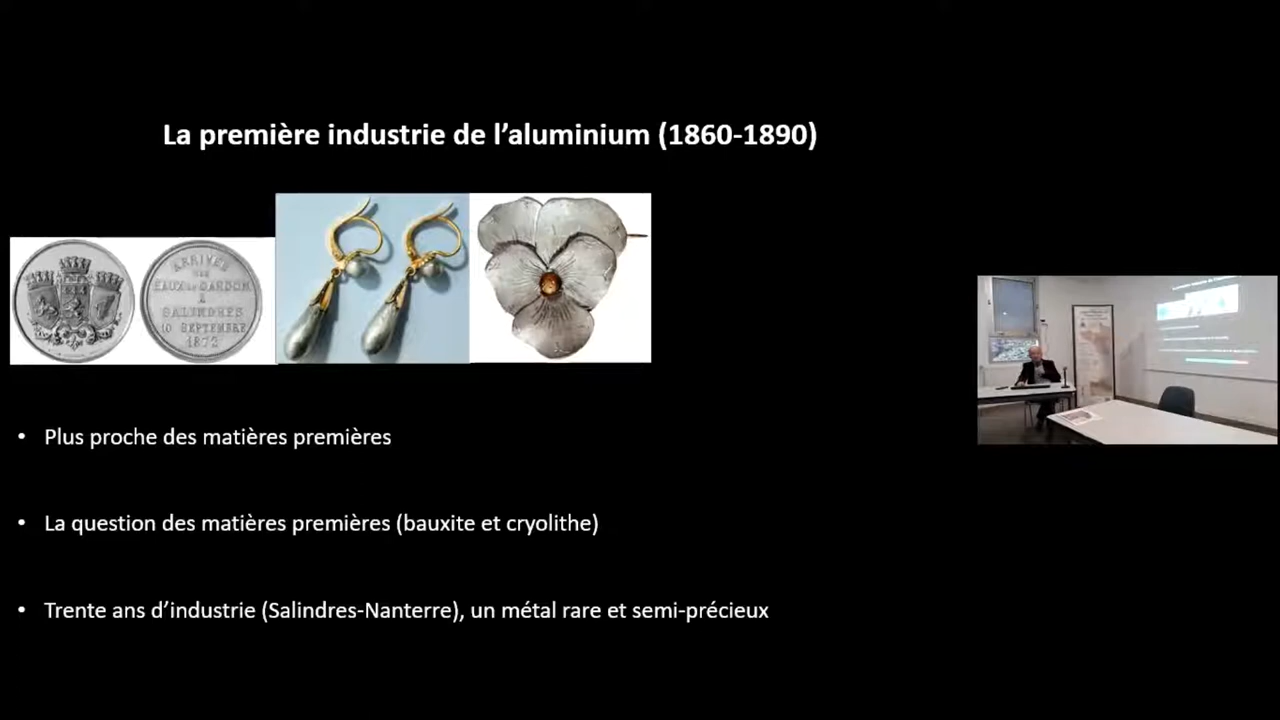 La première industrie de l’aluminium (1860-1890)
ARRIVÉE
DES
EAUX DU GARDON
A
SALINDRES
10 SEPTEMBRE
1872
• Plus proche des matières premières
• La question des matières premières (bauxite et cryolithe)
• Trente ans d’industrie (Salindres-Nanterre), un métal rare et semi-précieux